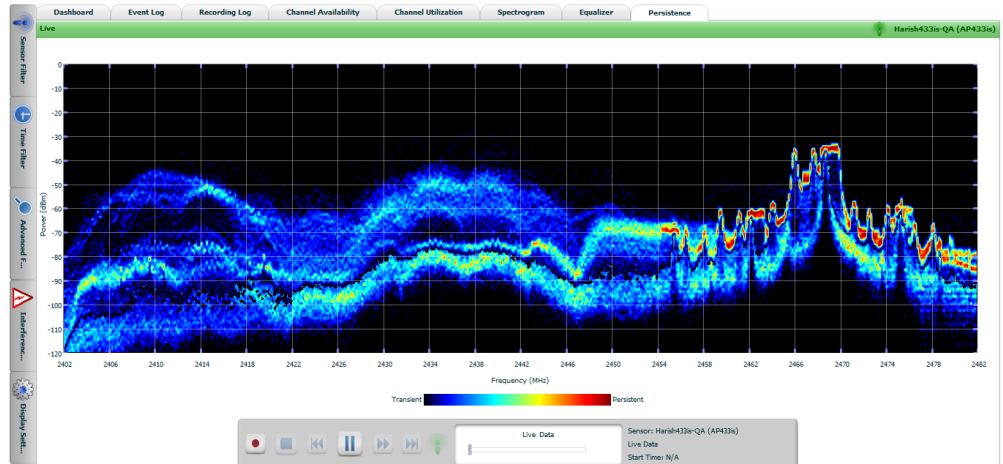 Dashboard Event Log Recording Log Channel Availability Channel Utilization Spectrogram Equalizer Persistence
Live
Harish433is-QA (AP433is)
Sensor Filter
Time Filter
Advanced F...
Interferenc...
Display Sett...
Power (dBm)
0
-10
-20
-30
-40
-50
-60
-70
-80
-90
-100
-110
-120
2402 2406 2410 2414 2418 2422 2426 2430 2434 2438 2442 2446 2450 2454 2458 2462 2466 2470 2474 2478 2482
Frequency (MHz)
Transient Persistent
Live Data
Sensor: Harish433is-QA (AP433is)
Live Data
Start Time: N/A